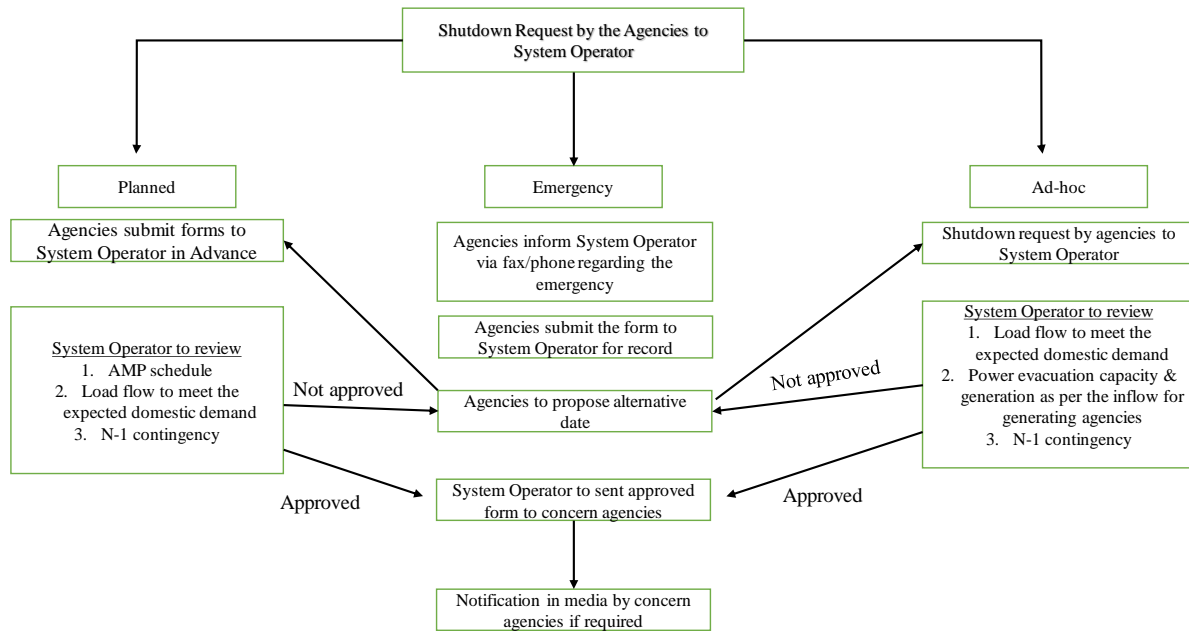 Shutdown Request by the Agencies to
System Operator
Planned
Emergency
Ad-hoc
Agencies submit forms to
System Operator in Advance
Agencies inform System Operator
via fax/phone regarding the
emergency
Shutdown request by agencies to
System Operator
Agencies submit the form to
System Operator for record
System Operator to review
1. AMP schedule
2. Load flow to meet the
expected domestic demand
3. N-1 contingency
Not approved
Agencies to propose alternative
date
Not approved
System Operator to review
1. Load flow to meet the
expected domestic demand
2. Power evacuation capacity &
generation as per the inflow for
generating agencies
3. N-1 contingency
Approved
System Operator to sent approved
form to concern agencies
Approved
Notification in media by concern
agencies if required